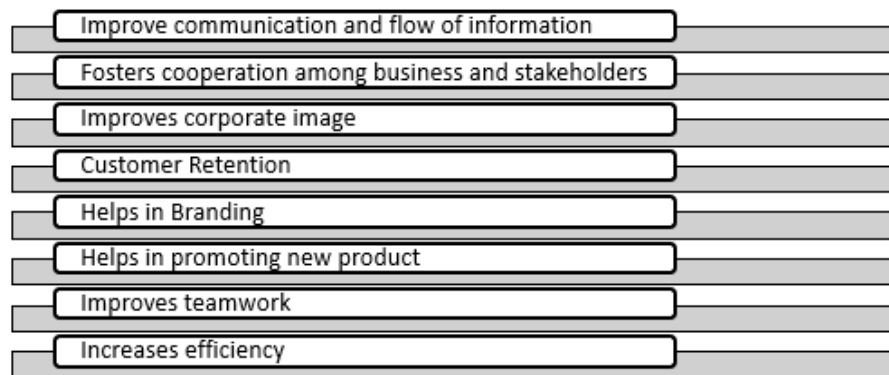 Improve communication and flow of information
Fosters cooperation among business and stakeholders
Improves corporate image
Customer Retention
Helps in Branding
Helps in promoting new product
Improves teamwork
Increases efficiency